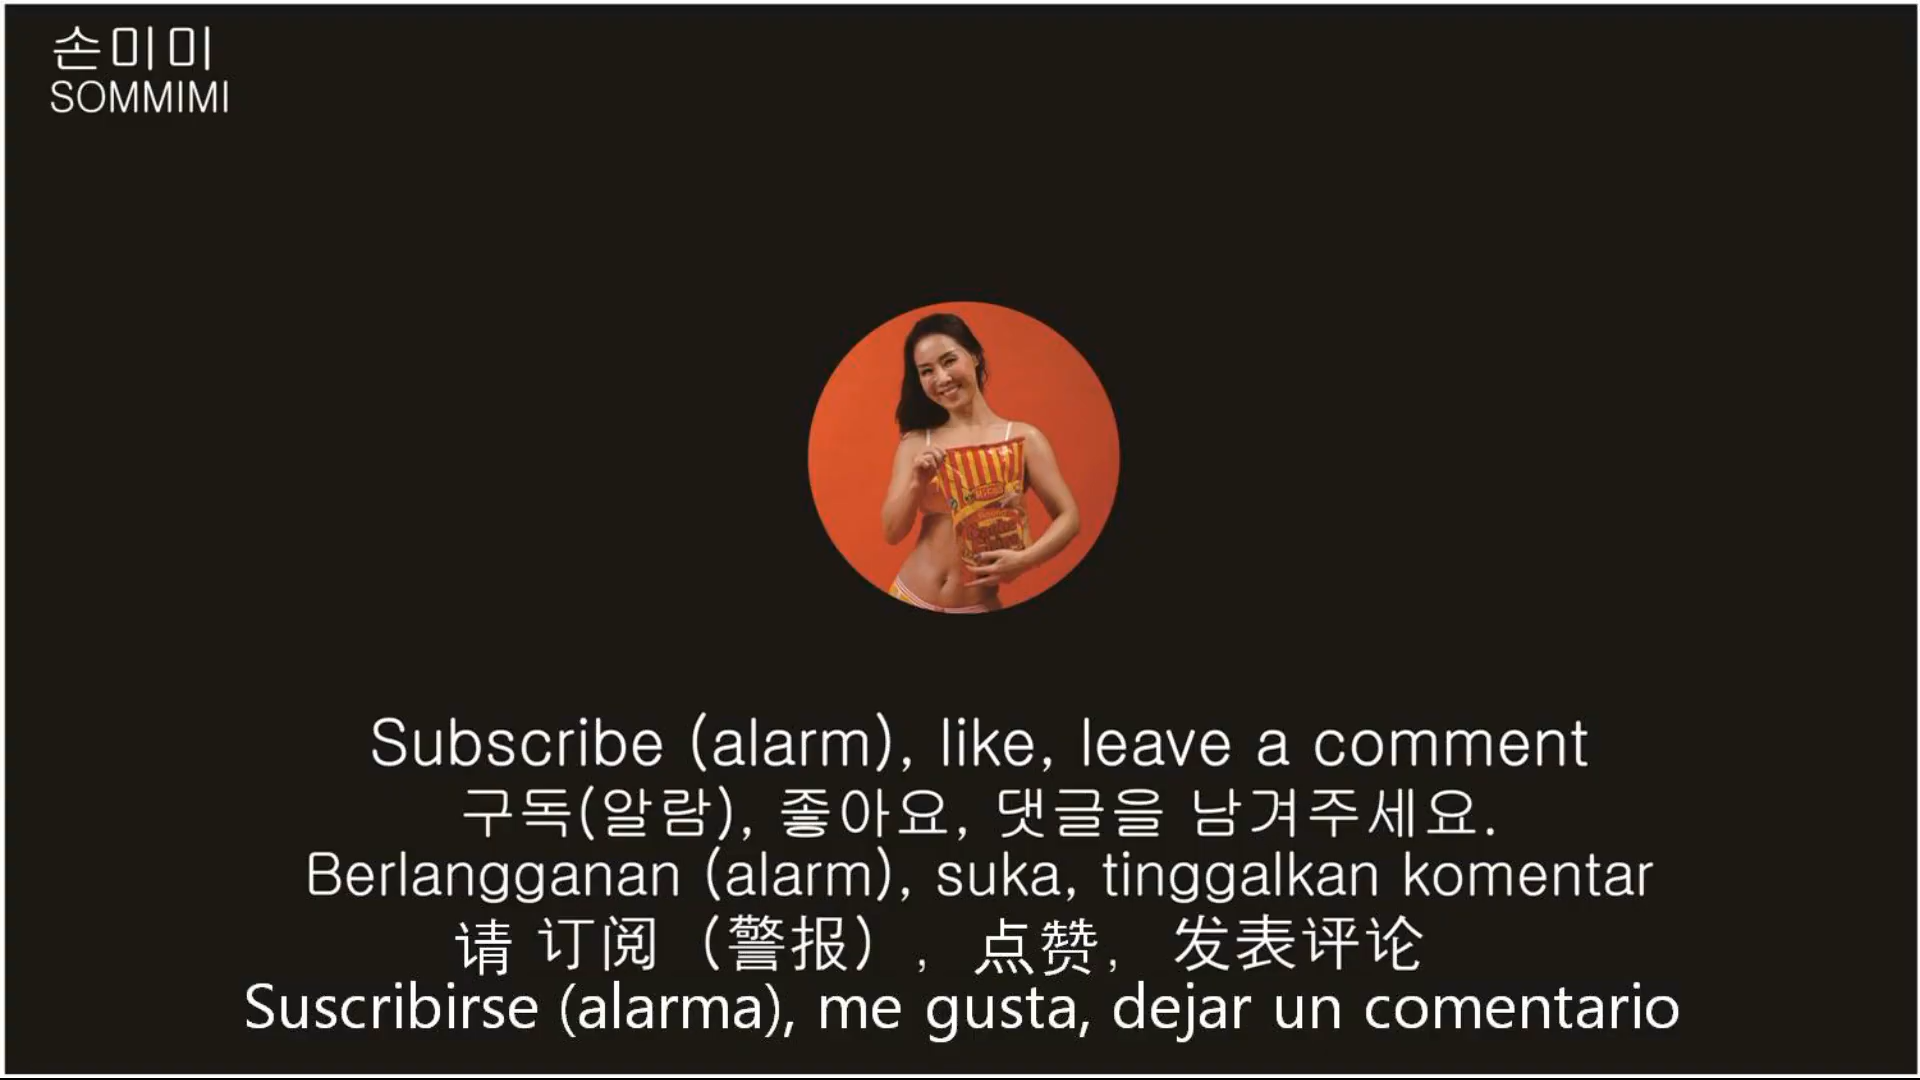 손미미
SOMMIMI
Subscribe (alarm), like, leave a comment
구독(알람), 좋아요, 댓글을 남겨주세요.
Berlangganan (alarm), suka, tinggalkan komentar
请 订阅 （警报）， 点赞， 发表评论
Suscribirse (alarma), me gusta, dejar un comentario